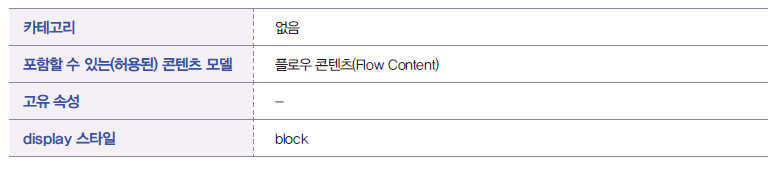 카테고리 없음
포함할 수 있는(허용된) 콘텐츠 모델 플로우 콘텐츠(Flow Content)
고유 속성 –
display 스타일 block